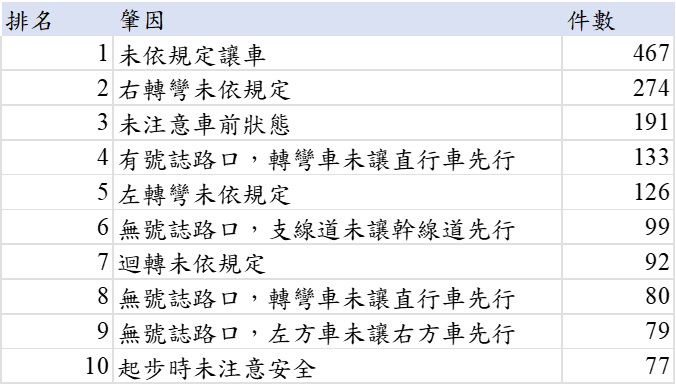 排名 肇因 件數
1 未依規定讓車 467
2 右轉彎未依規定 274
3 未注意車前狀態 191
4 有號誌路口，轉彎車未讓直行車先行 133
5 左轉彎未依規定 126
6 無號誌路口，支線道未讓幹線道先行 99
7 迴轉未依規定 92
8 無號誌路口，轉彎車未讓直行車先行 80
9 無號誌路口，左方車未讓右方車先行 79
10 起步時未注意安全 77